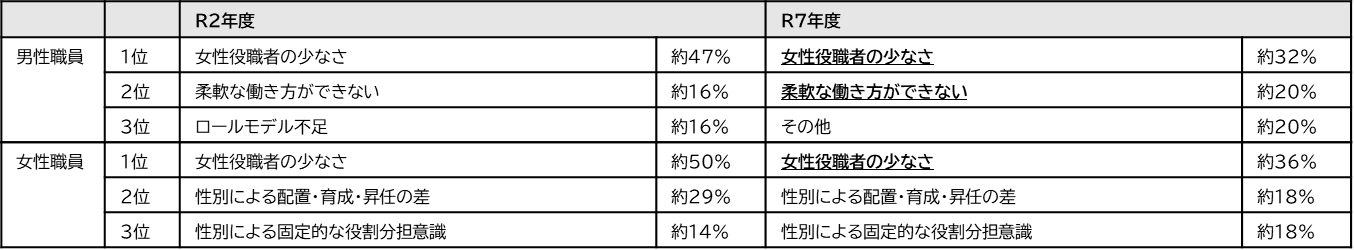 R2年度 R7年度
男性職員 1位 女性役職者の少なさ 約47% 女性役職者の少なさ 約32%
2位 柔軟な働き方ができない 約16% 柔軟な働き方ができない 約20%
3位 ロールモデル不足 約16% その他 約20%
女性職員 1位 女性役職者の少なさ 約50% 女性役職者の少なさ 約36%
2位 性別による配置・育成・昇任の差 約29% 性別による配置・育成・昇任の差 約18%
3位 性別による固定的な役割分担意識 約14% 性別による固定的な役割分担意識 約18%